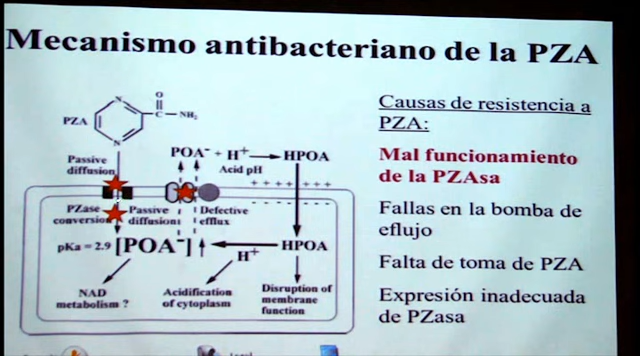 Mecanismo antibacteriano de la PZA
PZA
N
N
O
C
NH₂
Passive
diffusion
POA⁻ + H⁺ → HPOA
Acid pH
+ + + + + + + +
- - - - - - - -
PZase
conversion
Passive
diffusion
Defective
efflux
pKa = 2.9 [POA⁻]
H⁺
HPOA
NAD
metabolism ?
Acidification
of cytoplasm
Disruption of
membrane
function
Causas de resistencia a
PZA:
Mal funcionamiento
de la PZAsa
Fallas en la bomba de
eflujo
Falta de toma de PZA
Expresión inadecuada
de PZasa